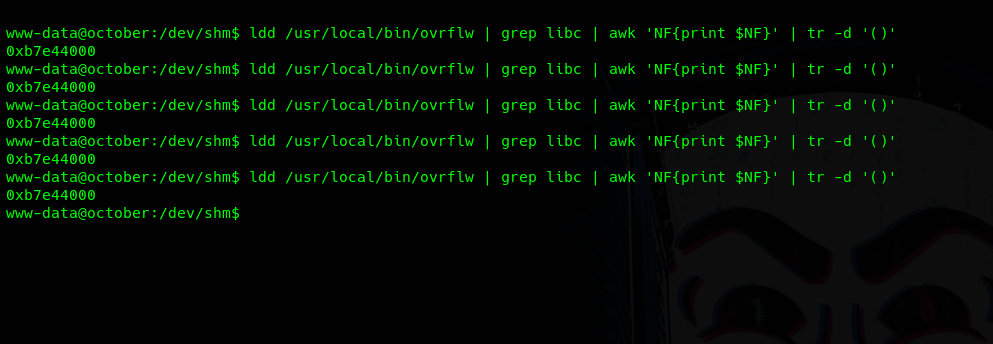 www-data@october:/dev/shm$ ldd /usr/local/bin/ovrflw | grep libc | awk 'NF{print $NF}' | tr -d '()'
0xb7e44000
www-data@october:/dev/shm$ ldd /usr/local/bin/ovrflw | grep libc | awk 'NF{print $NF}' | tr -d '()'
0xb7e44000
www-data@october:/dev/shm$ ldd /usr/local/bin/ovrflw | grep libc | awk 'NF{print $NF}' | tr -d '()'
0xb7e44000
www-data@october:/dev/shm$ ldd /usr/local/bin/ovrflw | grep libc | awk 'NF{print $NF}' | tr -d '()'
0xb7e44000
www-data@october:/dev/shm$ ldd /usr/local/bin/ovrflw | grep libc | awk 'NF{print $NF}' | tr -d '()'
0xb7e44000
www-data@october:/dev/shm$